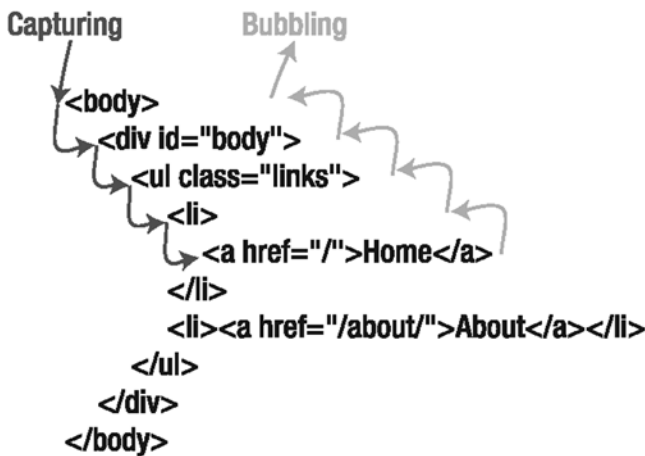 Capturing Bubbling
<body>
<div id="body">
<ul class="links">
<li>
<a href="/">Home</a>
</li>
<li><a href="/about/">About</a></li>
</ul>
</div>
</body>